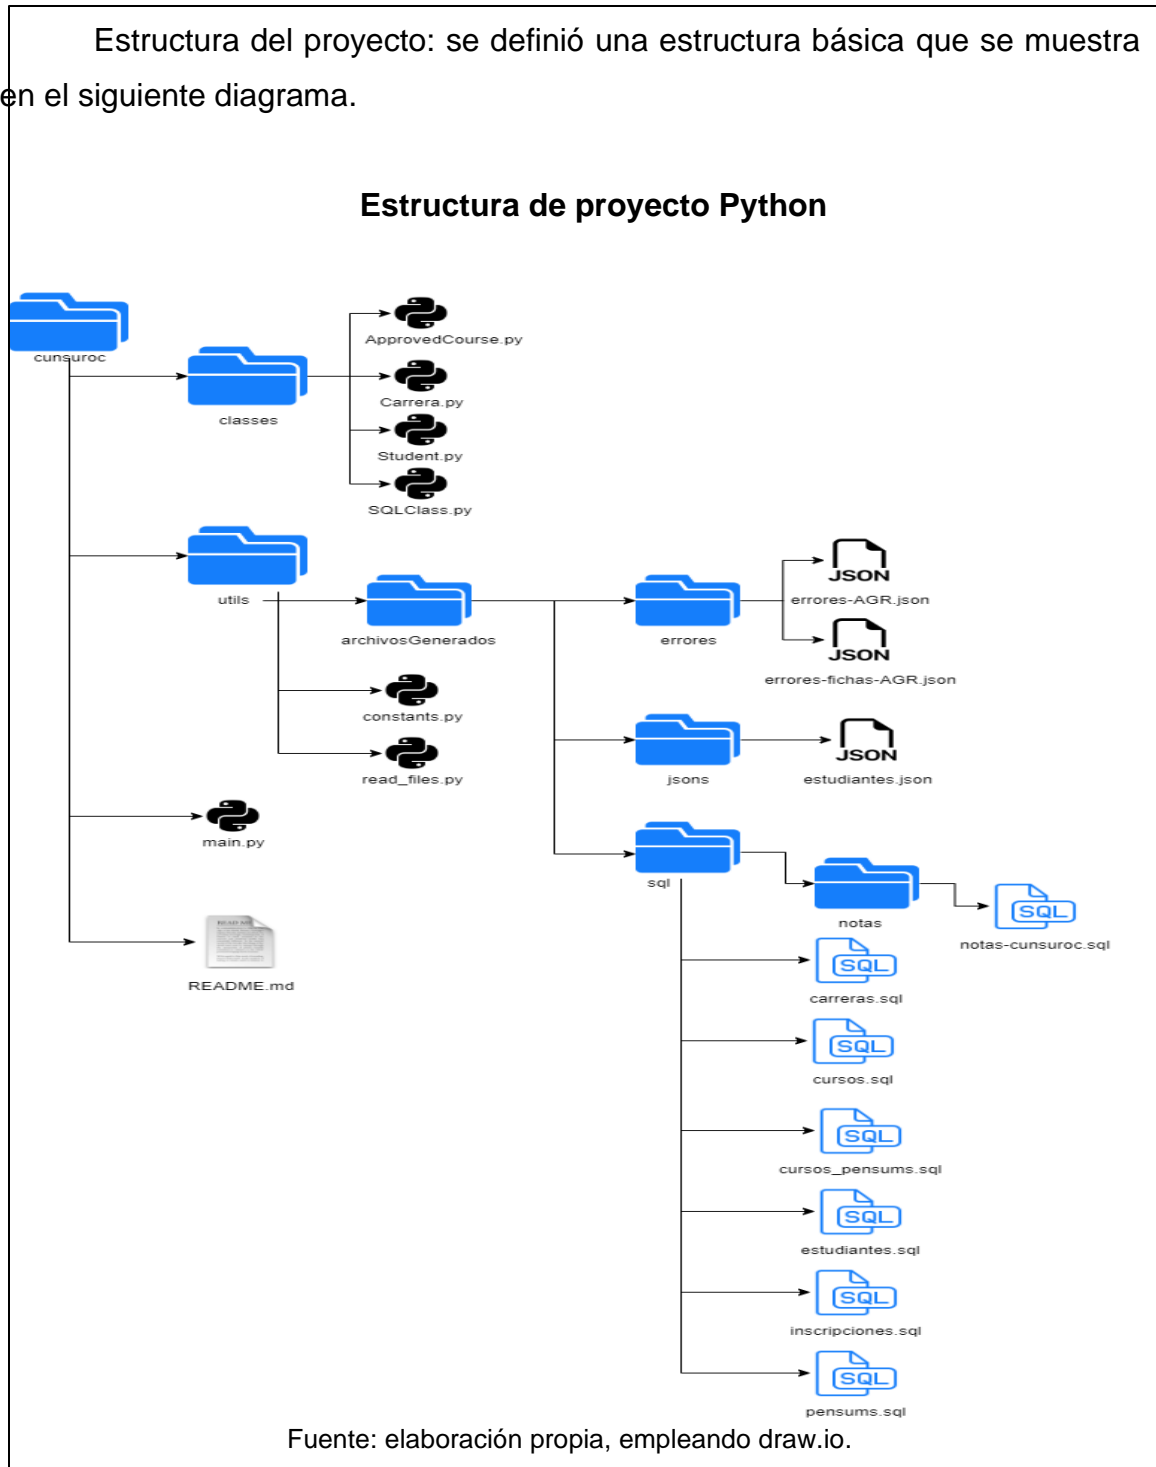 Estructura del proyecto: se definió una estructura básica que se muestra
en el siguiente diagrama.
Estructura de proyecto Python
cunsuroc
classes
ApprovedCourse.py
Carrera.py
Student.py
SQLClass.py
utils
archivosGenerados
errores
JSON
errores-AGR.json
JSON
errores-fichas-AGR.json
constants.py
read_files.py
jsons
JSON
estudiantes.json
main.py
sql
notas
SQL
notas-cunsuroc.sql
README.md
SQL
carreras.sql
SQL
cursos.sql
SQL
cursos_pensums.sql
SQL
estudiantes.sql
SQL
inscripciones.sql
SQL
pensums.sql
Fuente: elaboración propia, empleando draw.io.